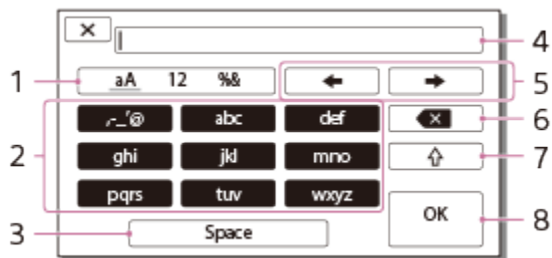 4
1 aA 12 %& 5
,-_'@ abc def 6
2 ghi jkl mno 7
pqrs tuv wxyz
3 Space OK 8